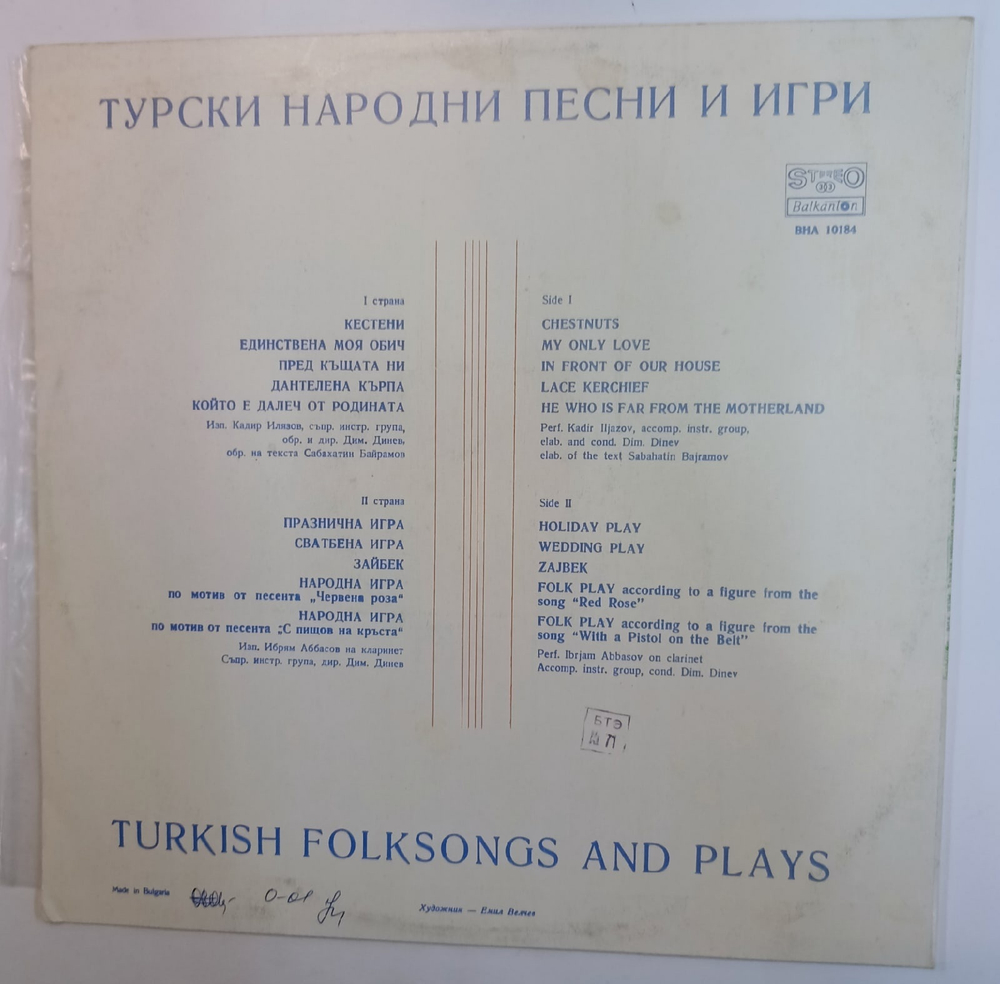 ТУРСКИ НАРОДНИ ПЕСНИ И ИГРИ
STEREO
Balkanton
ВНА 10184
I страна
КЕСТЕНИ
ЕДИНСТВЕНА МОЯ ОБИЧ
ПРЕД КЪЩАТА НИ
ДАНТЕЛЕНА КЪРПА
КОЙТО Е ДАЛЕЧ ОТ РОДИНАТА
Изп. Кадир Илязов, съпр. инстр. група,
обр. и дир. Дим. Динев.
обр. на текста Сабахатин Байрамов
II страна
ПРАЗНИЧНА ИГРА
СВАТБЕНА ИГРА
ЗАЙБЕК
НАРОДНА ИГРА
по мотив от песента „Червена роза“
НАРОДНА ИГРА
по мотив от песента „С пищов на кръста“
Изп. Ибрям Аббасов на кларинет
Съпр. инстр. група, дир. Дим. Динев
Side I
CHESTNUTS
MY ONLY LOVE
IN FRONT OF OUR HOUSE
LACE KERCHIEF
HE WHO IS FAR FROM THE MOTHERLAND
Perf. Kadir Iljazov, accomp. instr. group,
elab. and cond. Dim. Dinev
elab. of the text Sabahatin Bajramov
Side II
HOLIDAY PLAY
WEDDING PLAY
ZAJBEK
FOLK PLAY according to a figure from the
song “Red Rose”
FOLK PLAY according to a figure from the
song “With a Pistol on the Belt”
Perf. Ibrjam Abbasov on clarinet
Accomp. instr. group, cond. Dim. Dinev
БТЭ
TURKISH FOLKSONGS AND PLAYS
Made in Bulgaria
0-01
Художник — Емил Велчев